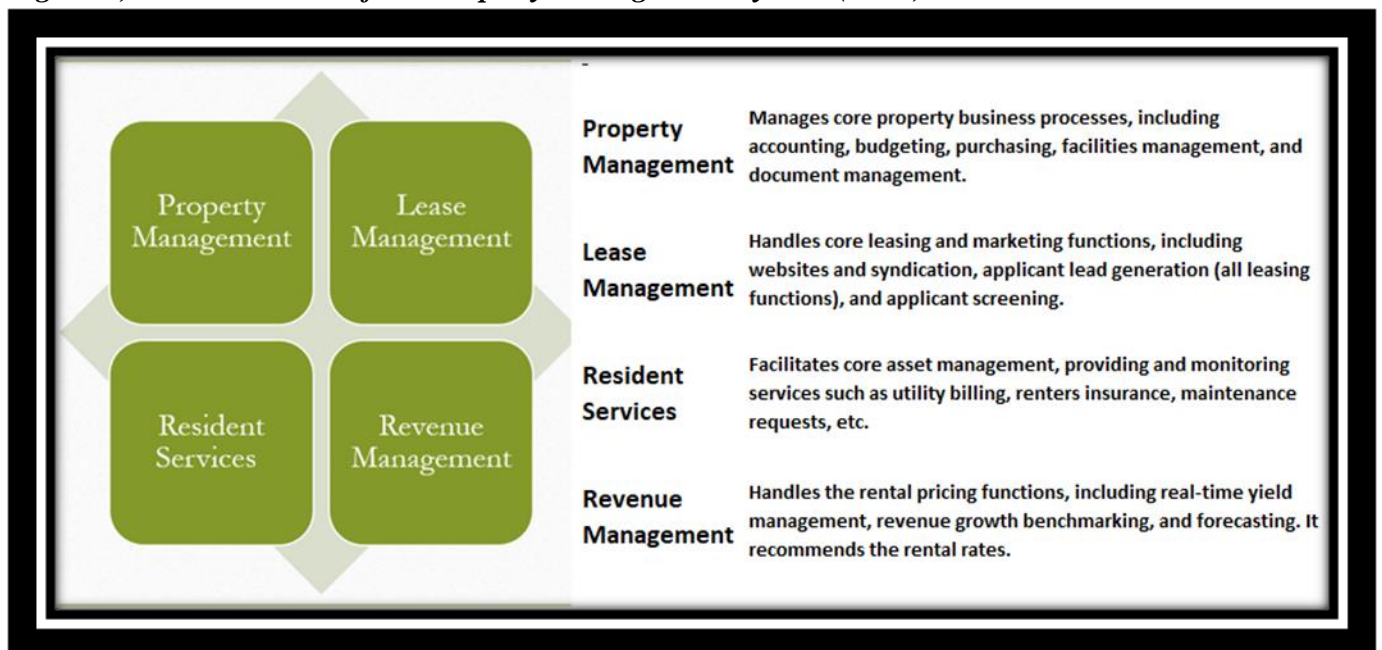 Property
Management
Lease
Management
Resident
Services
Revenue
Management
-
Property
Management
Manages core property business processes, including
accounting, budgeting, purchasing, facilities management, and
document management.
Lease
Management
Handles core leasing and marketing functions, including
websites and syndication, applicant lead generation (all leasing
functions), and applicant screening.
Resident
Services
Facilitates core asset management, providing and monitoring
services such as utility billing, renters insurance, maintenance
requests, etc.
Revenue
Management
Handles the rental pricing functions, including real-time yield
management, revenue growth benchmarking, and forecasting. It
recommends the rental rates.